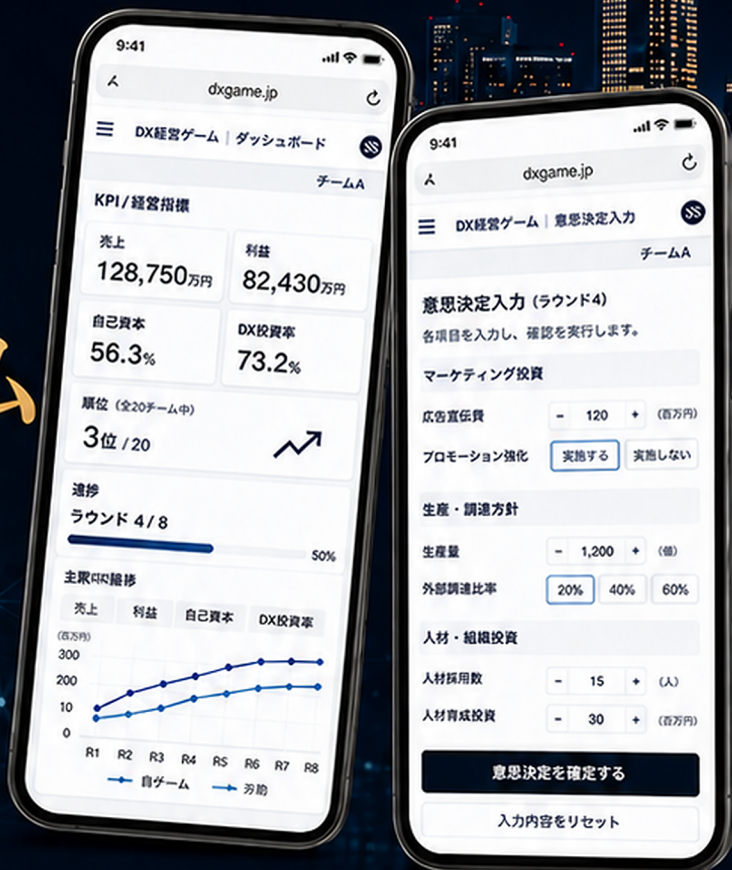 9:41
dxgame.jp
DX経営ゲーム | ダッシュボード
チームA
KPI/経営指標
売上
128,750万円
利益
82,430万円
自己資本
56.3%
DX投資率
73.2%
順位（全20チーム中）
3位 / 20
進捗
ラウンド 4 / 8
50%
売上
利益
自己資本
DX投資率
(百万円)
300
200
10
0
R1 R2 R3 R4 R5 R6 R7 R8
自ゲーム
9:41
dxgame.jp
DX経営ゲーム | 意思決定入力
チームA
意思決定入力（ラウンド4）
各項目を入力し、確認を実行します。
マーケティング投資
広告宣伝費 − 120 + (百万円)
プロモーション強化 実施する 実施しない
生産・調達方針
生産量 − 1,200 +
外部調達比率 20% 40% 60%
人材・組織投資
人材採用数 − 15 + (人)
人材育成投資 − 30 + (百万円)
意思決定を確定する
入力内容をリセット